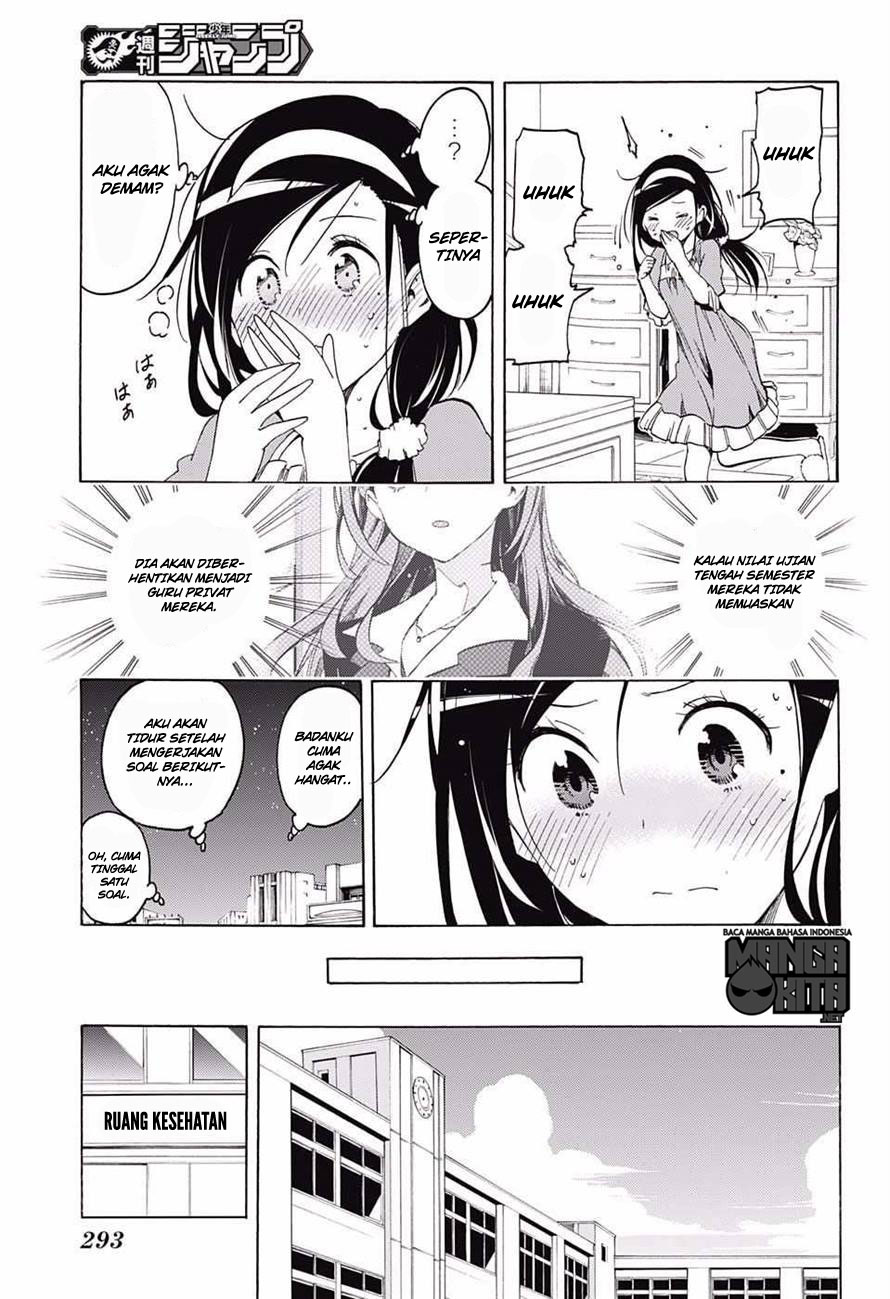 週刊
少年
ジャンプ
UHUK
UHUK
UHUK
…?
SEPER-
TINYA
AKU AGAK
DEMAM?
はぁ
はぁ
KALAU NILAI UJIAN
TENGAH SEMESTER
MEREKA TIDAK
MEMUASKAN
DIA AKAN DIBER-
HENTIKAN MENJADI
GURU PRIVAT
MEREKA.
BADANKU
CUMA
AGAK
HANGAT..
AKU AKAN
TIDUR SETELAH
MENGERJAKAN
SOAL BERIKUT-
NYA...
OH, CUMA
TINGGAL
SATU
SOAL.
BACA MANGA BAHASA INDONESIA
MANGA
KITA
.NET
RUANG KESEHATAN
293